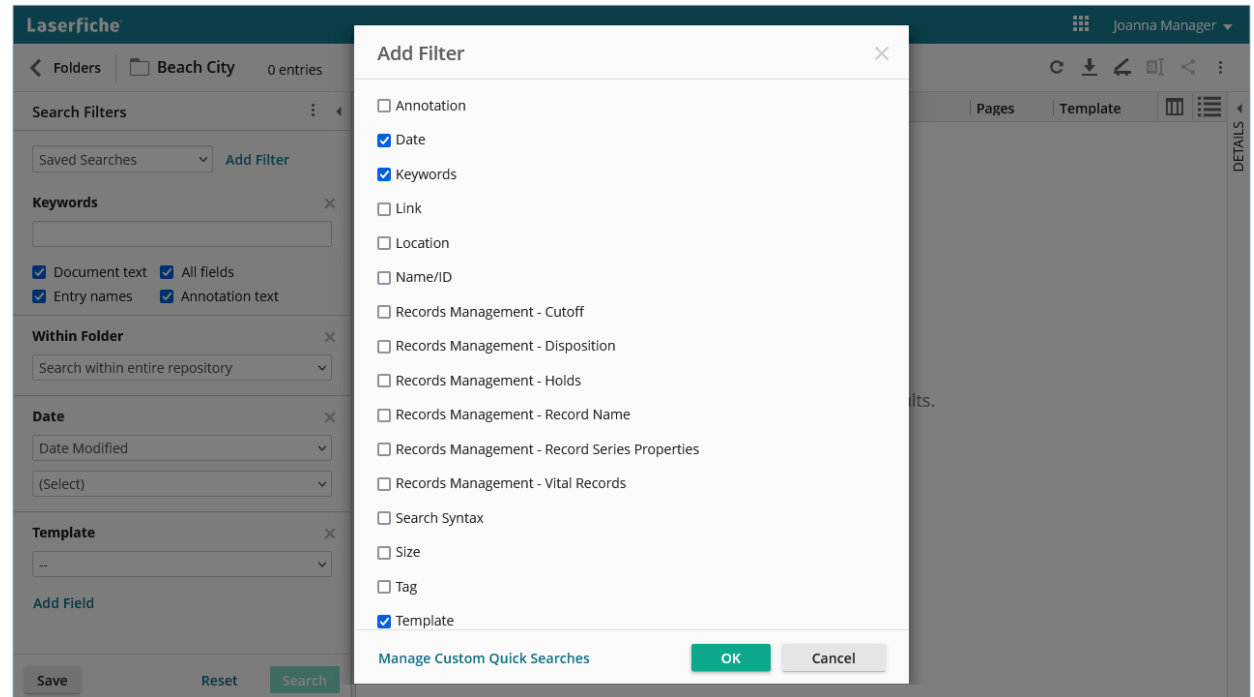 Laserfiche
Joanna Manager
Folders
Beach City
0 entries
Search Filters
Saved Searches
Add Filter
Keywords
Document text
All fields
Entry names
Annotation text
Within Folder
Search within entire repository
Date
Date Modified
(Select)
Template
--
Add Field
Save
Reset
Search
Add Filter
Annotation
Date
Keywords
Link
Location
Name/ID
Records Management - Cutoff
Records Management - Disposition
Records Management - Holds
Records Management - Record Name
Records Management - Record Series Properties
Records Management - Vital Records
Search Syntax
Size
Tag
Template
Manage Custom Quick Searches
OK
Cancel
Pages
Template
DETAILS
lts.